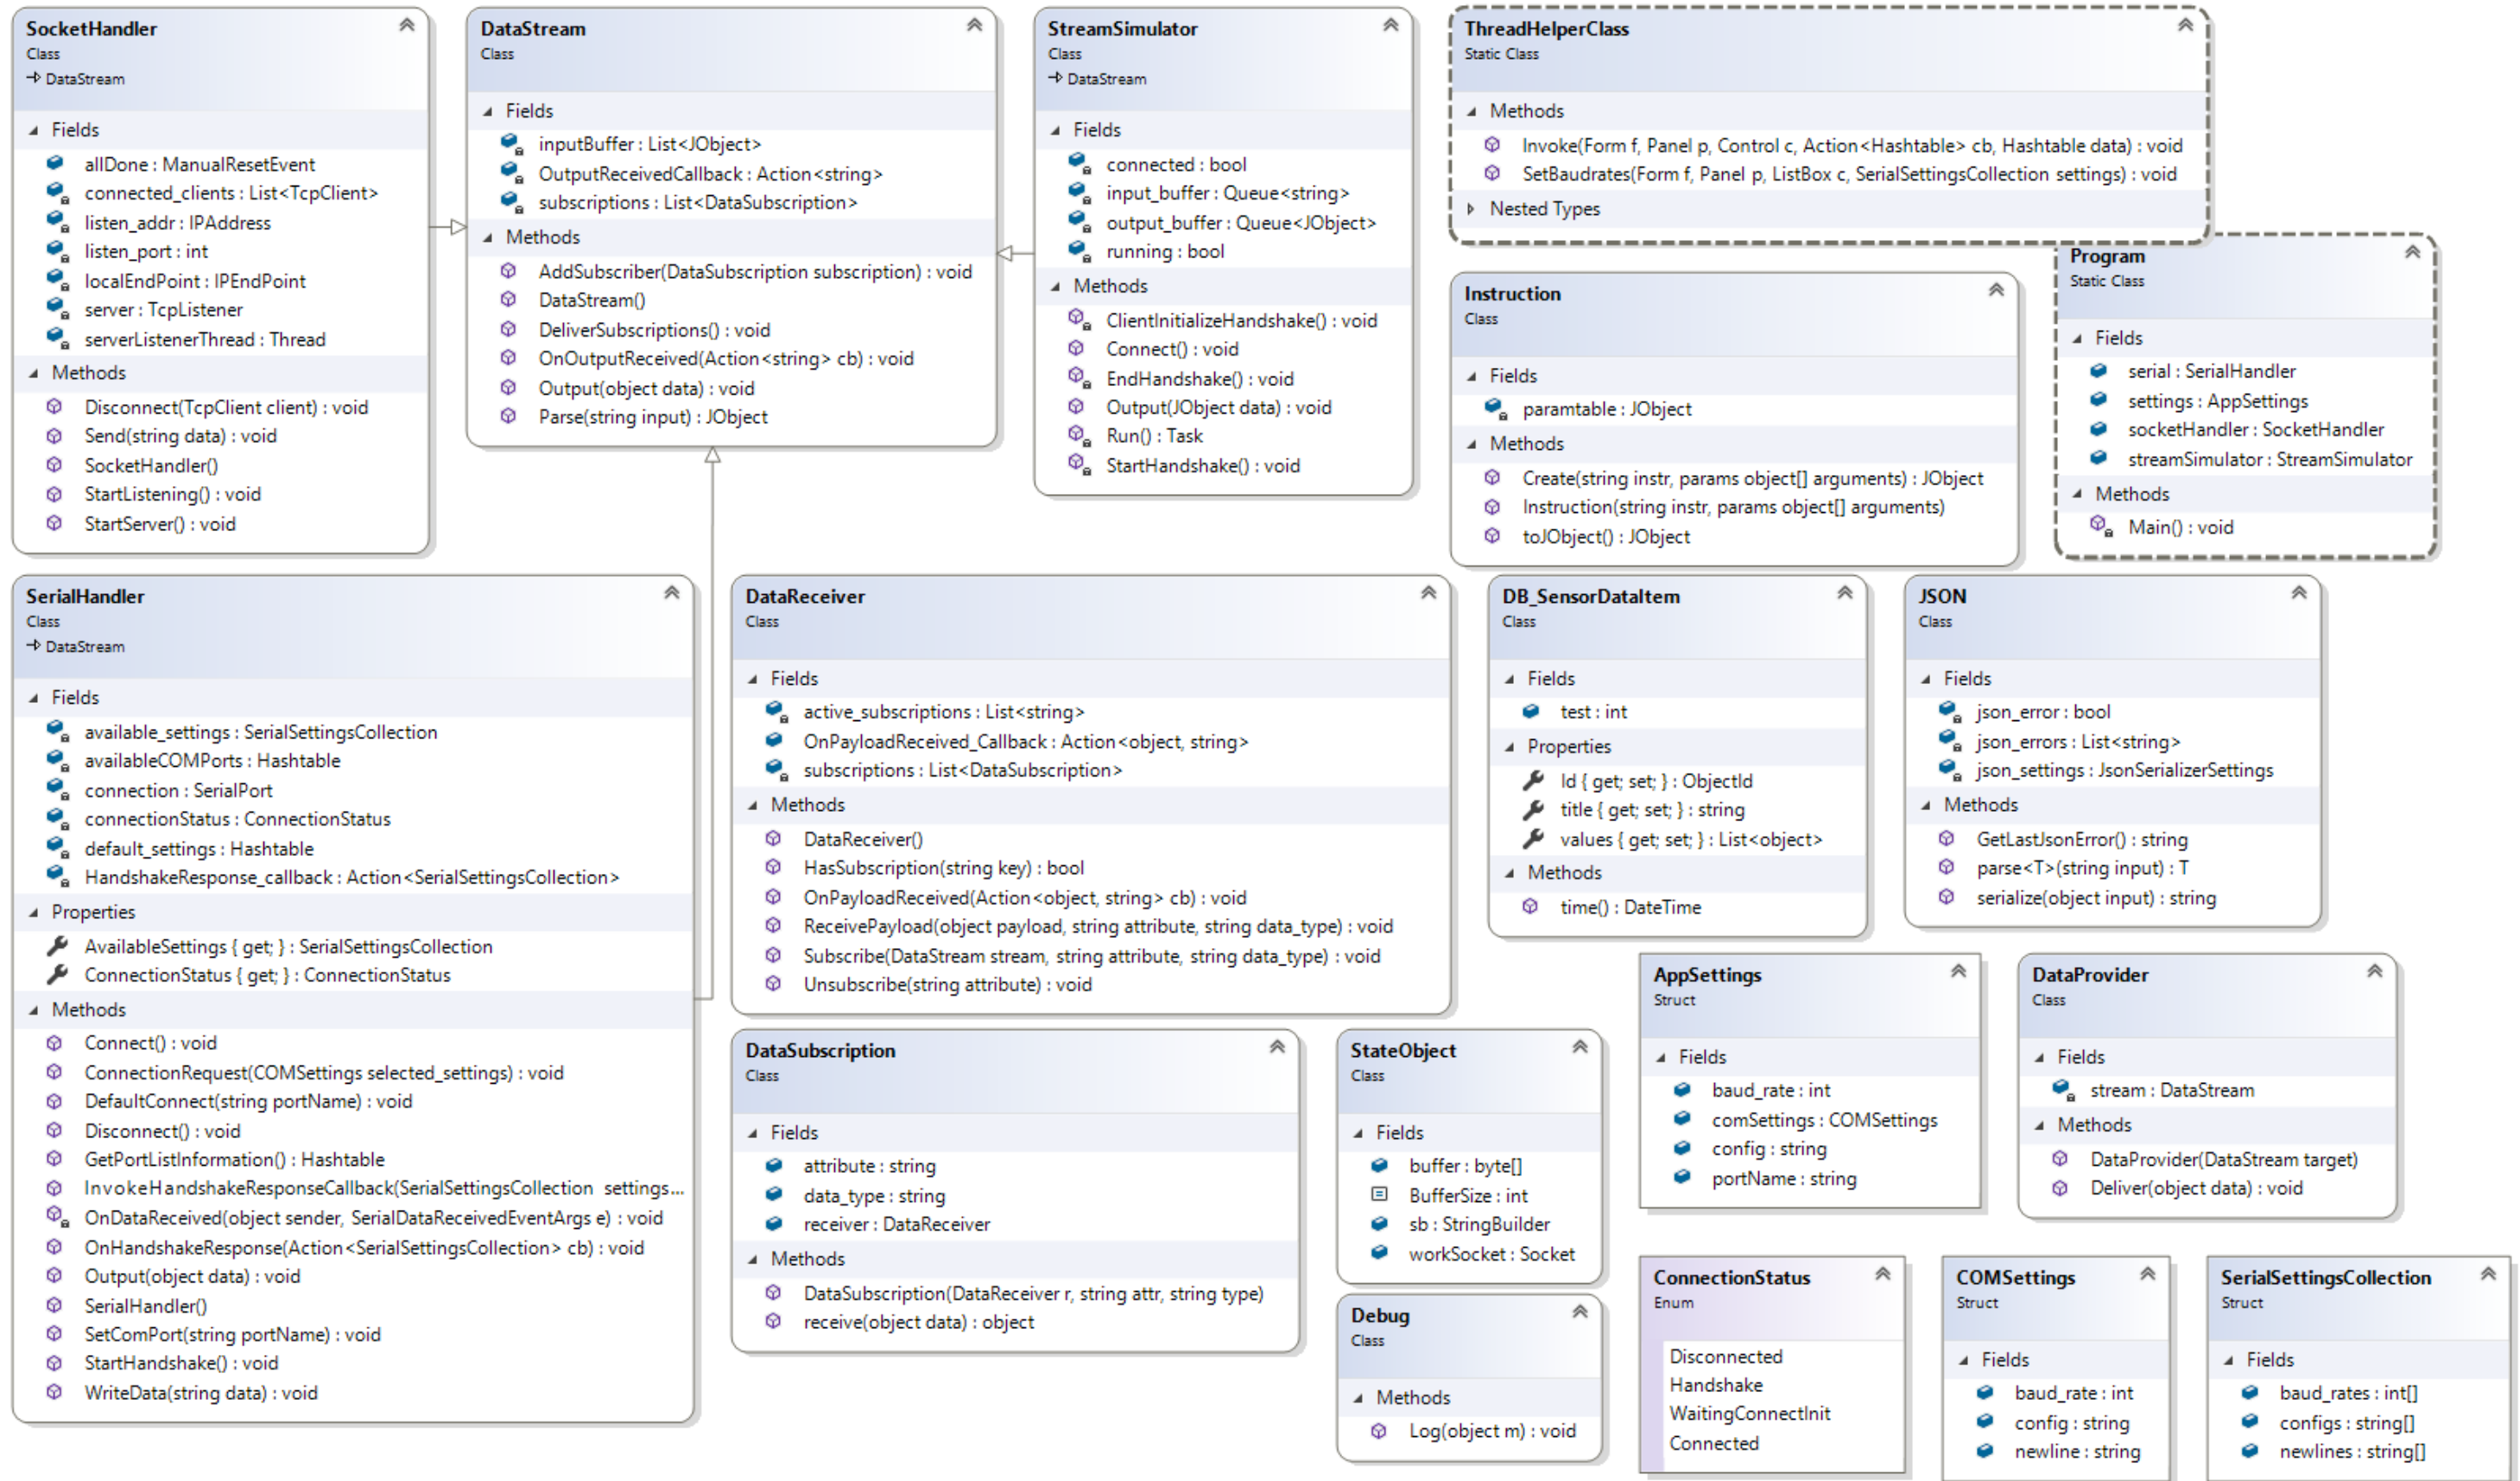 SocketHandler
Class
DataStream
Fields
allDone : ManualResetEvent
connected_clients : List<TcpClient>
listen_addr : IPAddress
listen_port : int
localEndPoint : IPEndPoint
server : TcpListener
serverListenerThread : Thread
Methods
Disconnect(TcpClient client) : void
Send(string data) : void
SocketHandler()
StartListening() : void
StartServer() : void
DataStream
Class
Fields
inputBuffer : List<JObject>
OutputReceivedCallback : Action<string>
subscriptions : List<DataSubscription>
Methods
AddSubscriber(DataSubscription subscription) : void
DataStream()
DeliverSubscriptions() : void
OnOutputReceived(Action<string> cb) : void
Output(object data) : void
Parse(string input) : JObject
StreamSimulator
Class
DataStream
Fields
connected : bool
input_buffer : Queue<string>
output_buffer : Queue<JObject>
running : bool
Methods
ClientInitializeHandshake() : void
Connect() : void
EndHandshake() : void
Output(JObject data) : void
Run() : Task
StartHandshake() : void
ThreadHelperClass
Static Class
Methods
Invoke(Form f, Panel p, Control c, Action<Hashtable> cb, Hashtable data) : void
SetBaudrates(Form f, Panel p, ListBox c, SerialSettingsCollection settings) : void
Nested Types
Instruction
Class
Fields
paramtable : JObject
Methods
Create(string instr, params object[] arguments) : JObject
Instruction(string instr, params object[] arguments)
toJObject() : JObject
Program
Static Class
Fields
serial : SerialHandler
settings : AppSettings
socketHandler : SocketHandler
streamSimulator : StreamSimulator
Methods
Main() : void
SerialHandler
Class
DataStream
Fields
available_settings : SerialSettingsCollection
availableCOMPorts : Hashtable
connection : SerialPort
connectionStatus : ConnectionStatus
default_settings : Hashtable
HandshakeResponse_callback : Action<SerialSettingsCollection>
Properties
AvailableSettings { get; } : SerialSettingsCollection
ConnectionStatus { get; } : ConnectionStatus
Methods
Connect() : void
ConnectionRequest(COMSettings selected_settings) : void
DefaultConnect(string portName) : void
Disconnect() : void
GetPortListInformation() : Hashtable
InvokeHandshakeResponseCallback(SerialSettingsCollection settings...
OnDataReceived(object sender, SerialDataReceivedEventArgs e) : void
OnHandshakeResponse(Action<SerialSettingsCollection> cb) : void
Output(object data) : void
SerialHandler()
SetComPort(string portName) : void
StartHandshake() : void
WriteData(string data) : void
DataReceiver
Class
Fields
active_subscriptions : List<string>
OnPayloadReceived_Callback : Action<object, string>
subscriptions : List<DataSubscription>
Methods
DataReceiver()
HasSubscription(string key) : bool
OnPayloadReceived(Action<object, string> cb) : void
ReceivePayload(object payload, string attribute, string data_type) : void
Subscribe(DataStream stream, string attribute, string data_type) : void
Unsubscribe(string attribute) : void
DB_SensorDataItem
Class
Fields
test : int
Properties
Id { get; set; } : ObjectId
title { get; set; } : string
values { get; set; } : List<object>
Methods
time() : DateTime
JSON
Class
Fields
json_error : bool
json_errors : List<string>
json_settings : JsonSerializerSettings
Methods
GetLastJsonError() : string
parse<T>(string input) : T
serialize(object input) : string
DataSubscription
Class
Fields
attribute : string
data_type : string
receiver : DataReceiver
Methods
DataSubscription(DataReceiver r, string attr, string type)
receive(object data) : object
StateObject
Class
Fields
buffer : byte[]
BufferSize : int
sb : StringBuilder
workSocket : Socket
Debug
Class
Methods
Log(object m) : void
AppSettings
Struct
Fields
baud_rate : int
comSettings : COMSettings
config : string
portName : string
DataProvider
Class
Fields
stream : DataStream
Methods
DataProvider(DataStream target)
Deliver(object data) : void
ConnectionStatus
Enum
Disconnected
Handshake
WaitingConnectInit
Connected
COMSettings
Struct
Fields
baud_rate : int
config : string
newline : string
SerialSettingsCollection
Struct
Fields
baud_rates : int[]
configs : string[]
newlines : string[]